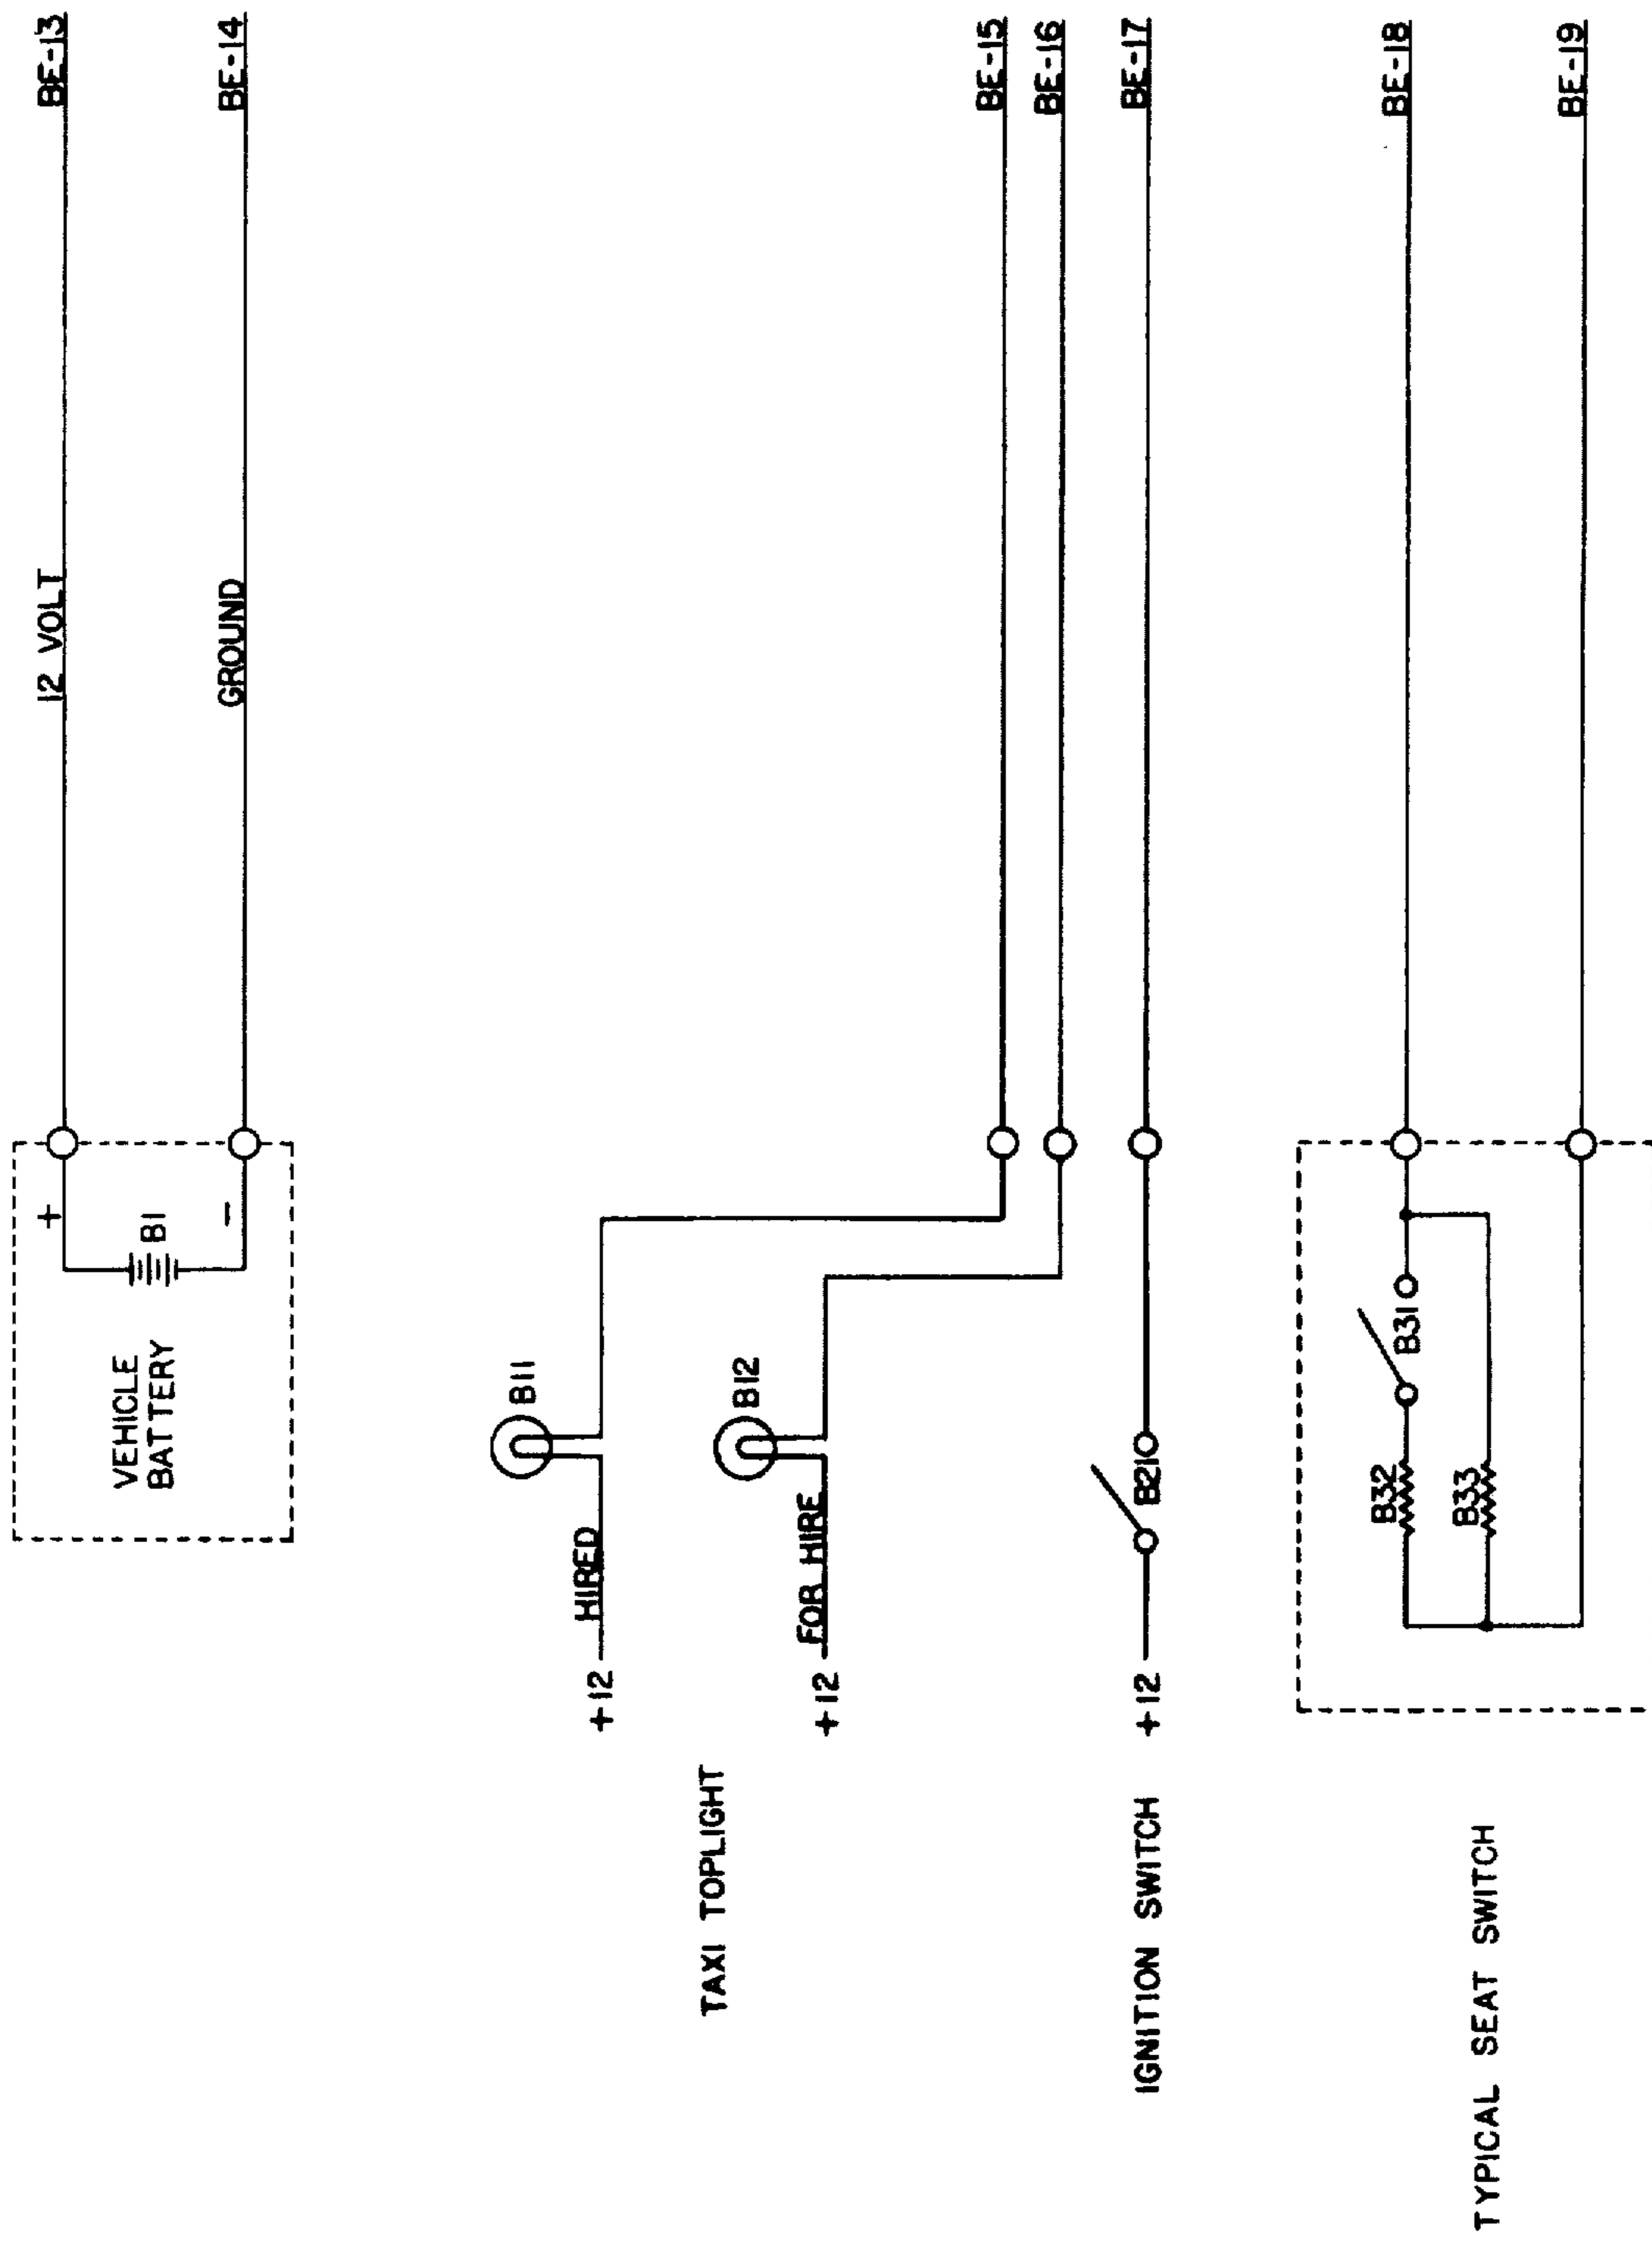 VEHICLE
BATTERY
+
B1
-
12 VOLT
BE-13
GROUND
BE-14
TAXI TOPLIGHT
+12
HIRED
B11
BE-15
+12
FOR HIRE
B12
BE-16
IGNITION SWITCH
+12
B21
BE-17
TYPICAL SEAT SWITCH
B32
B31
BE-18
B33
BE-19